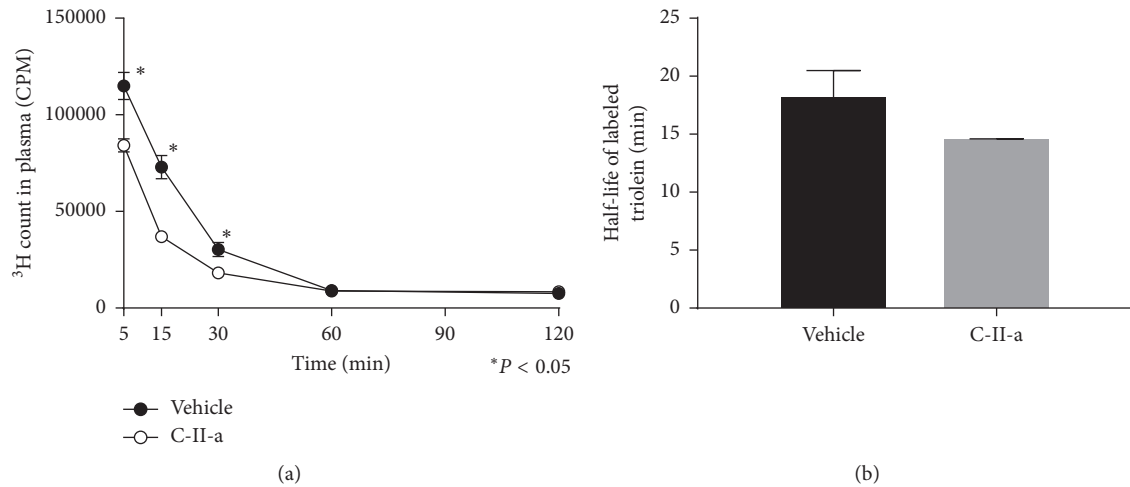 150000
100000
50000
0
³H count in plasma (CPM)
*
*
*
5 15 30 60 90 120
Time (min)
*P < 0.05
Vehicle
C-II-a
(a)
25
20
15
10
5
0
Half-life of labeled
triolein (min)
Vehicle C-II-a
(b)